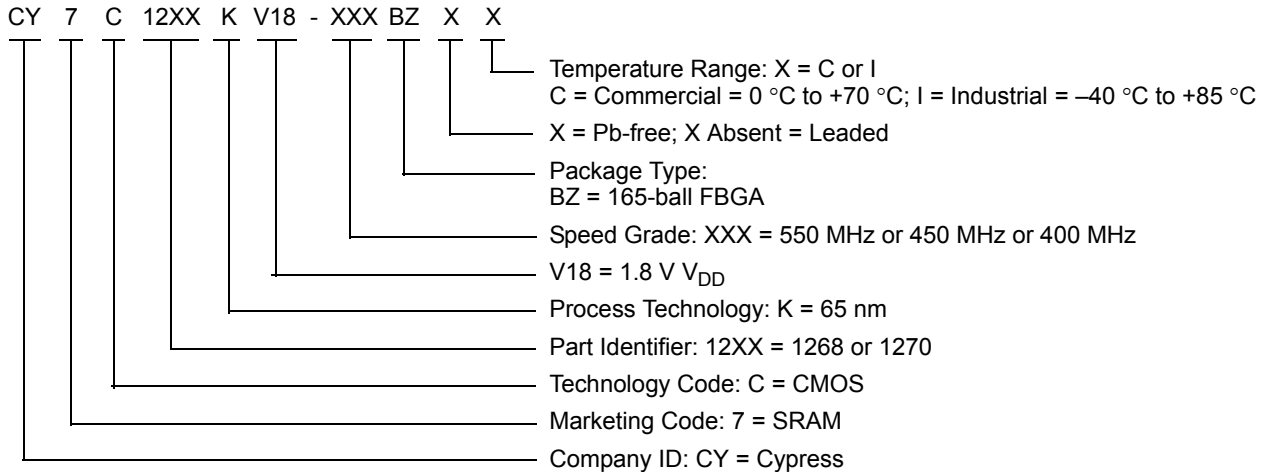 CY 7 C 12XX K V18 - XXX BZ X X
Temperature Range: X = C or I
C = Commercial = 0 °C to +70 °C; I = Industrial = –40 °C to +85 °C
X = Pb-free; X Absent = Leaded
Package Type:
BZ = 165-ball FBGA
Speed Grade: XXX = 550 MHz or 450 MHz or 400 MHz
V18 = 1.8 V VDD
Process Technology: K = 65 nm
Part Identifier: 12XX = 1268 or 1270
Technology Code: C = CMOS
Marketing Code: 7 = SRAM
Company ID: CY = Cypress